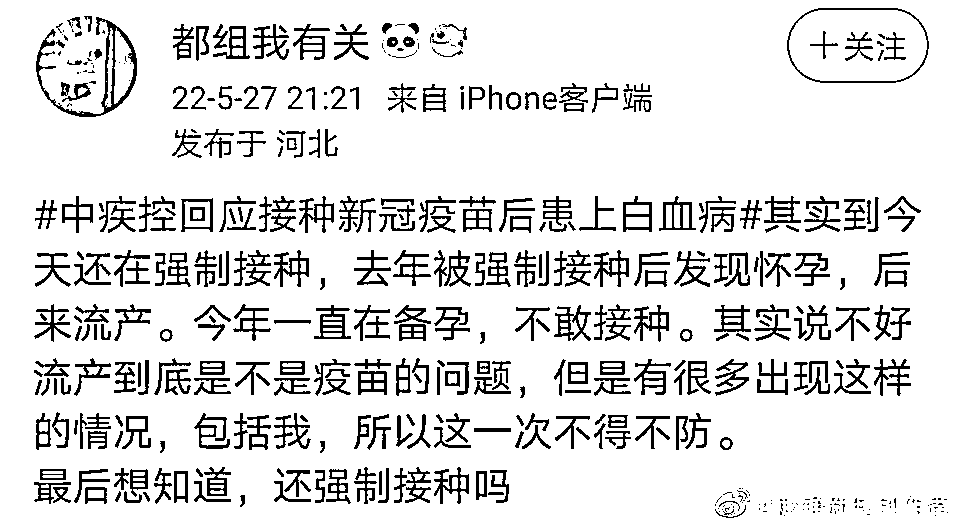 都组我有关🐼
+关注
22-5-27 21:21 来自 iPhone客户端
发布于 河北
#中疾控回应接种新冠疫苗后患上白血病#其实到今
天还在强制接种，去年被强制接种后发现怀孕，后
来流产。今年一直在备孕，不敢接种。其实说不好
流产到底是不是疫苗的问题，但是有很多出现这样
的情况，包括我，所以这一次不得不防。
最后想知道，还强制接种吗